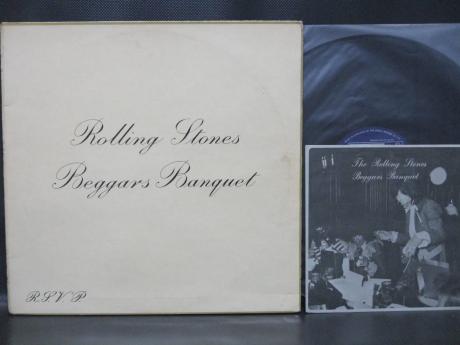 Rolling Stones
Beggars Banquet
R.S.V.P.
The Rolling Stones
Beggars Banquet